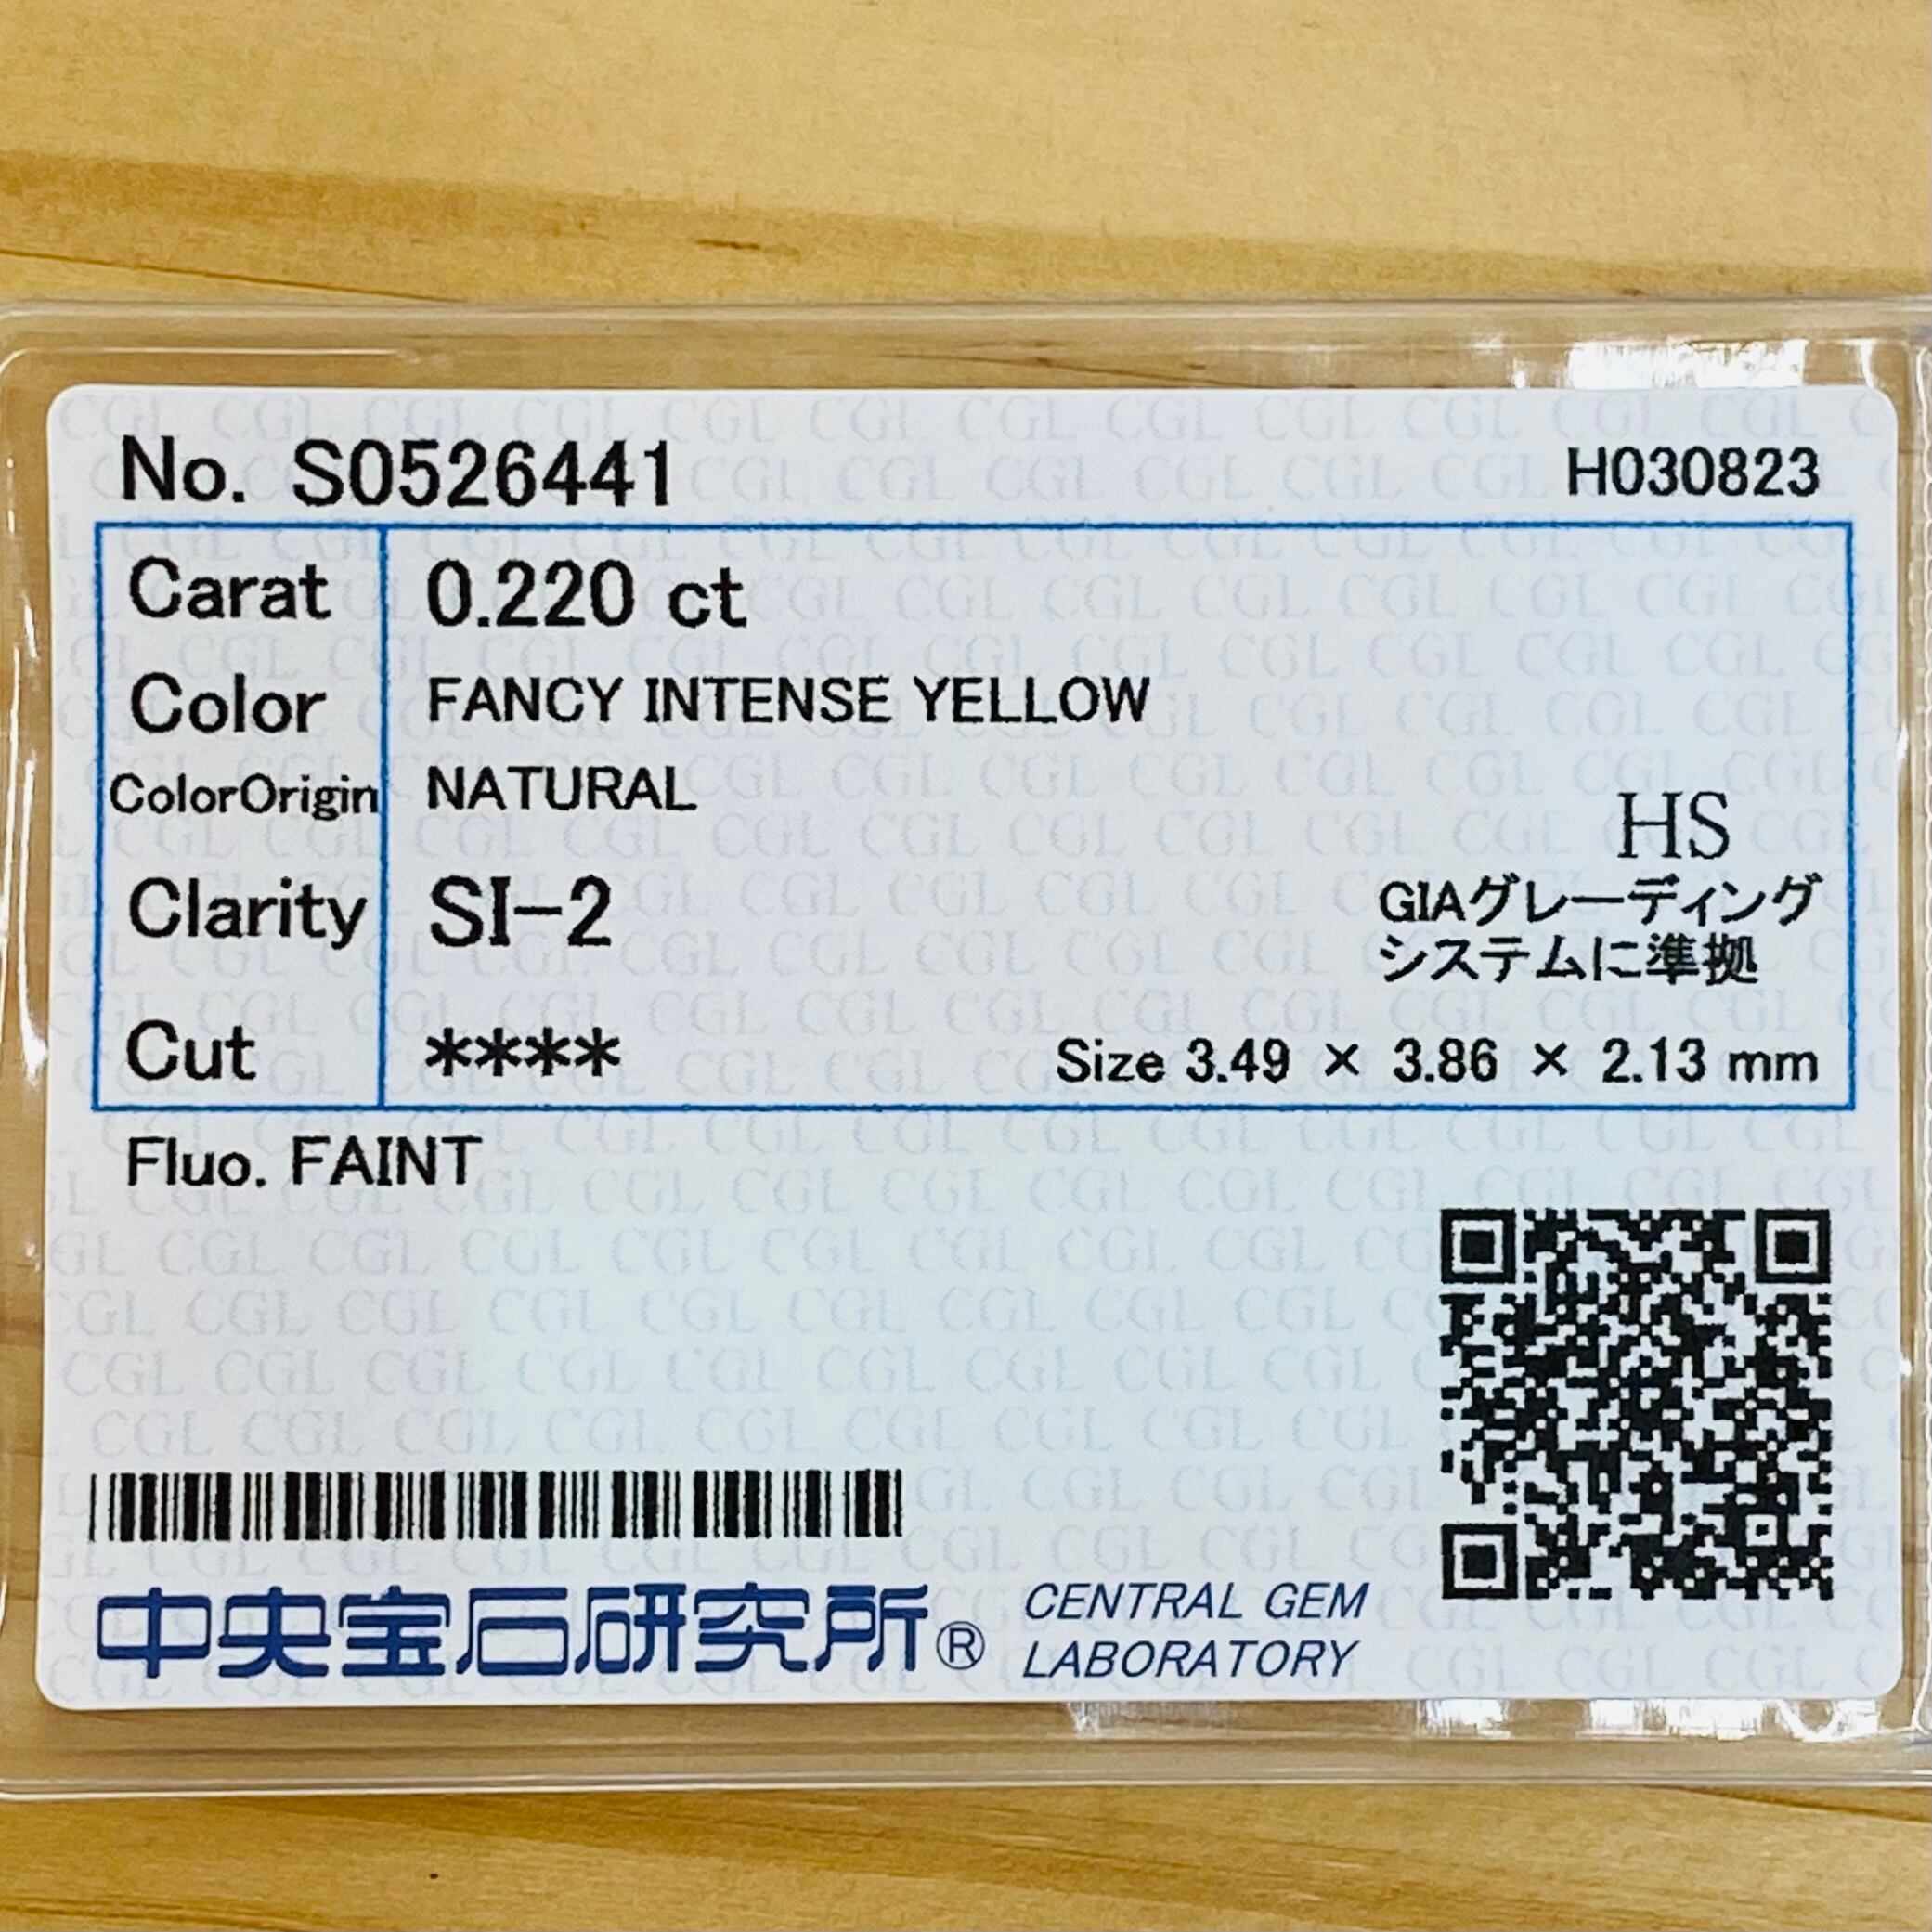 No. S0526441 H030823
Carat 0.220 ct
Color FANCY INTENSE YELLOW
ColorOrigin NATURAL
HS
Clarity SI-2
GIAグレーディング
システムに準拠
Cut ****
Size 3.49 × 3.86 × 2.13 mm
Fluo. FAINT
中央宝石研究所® CENTRAL GEM
LABORATORY